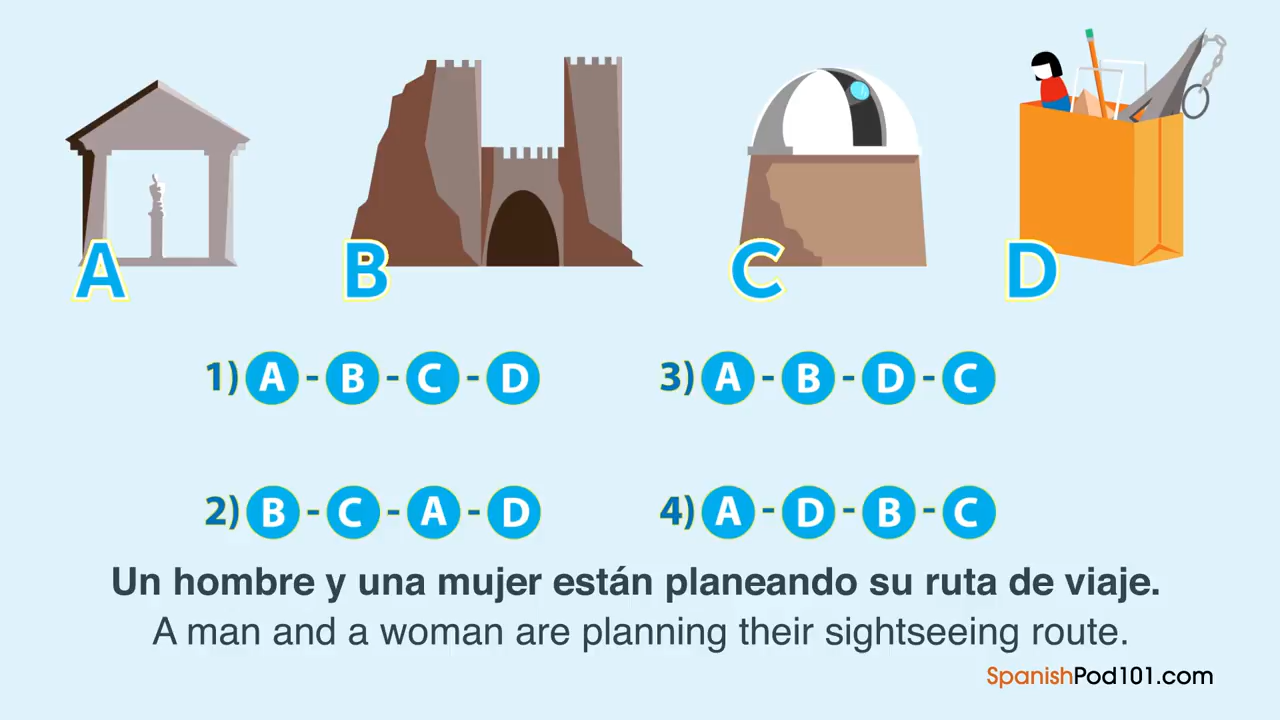 A B C D
1) A - B - C - D
3) A - B - D - C
2) B - C - A - D
4) A - D - B - C
Un hombre y una mujer están planeando su ruta de viaje.
A man and a woman are planning their sightseeing route.
SpanishPod101.com